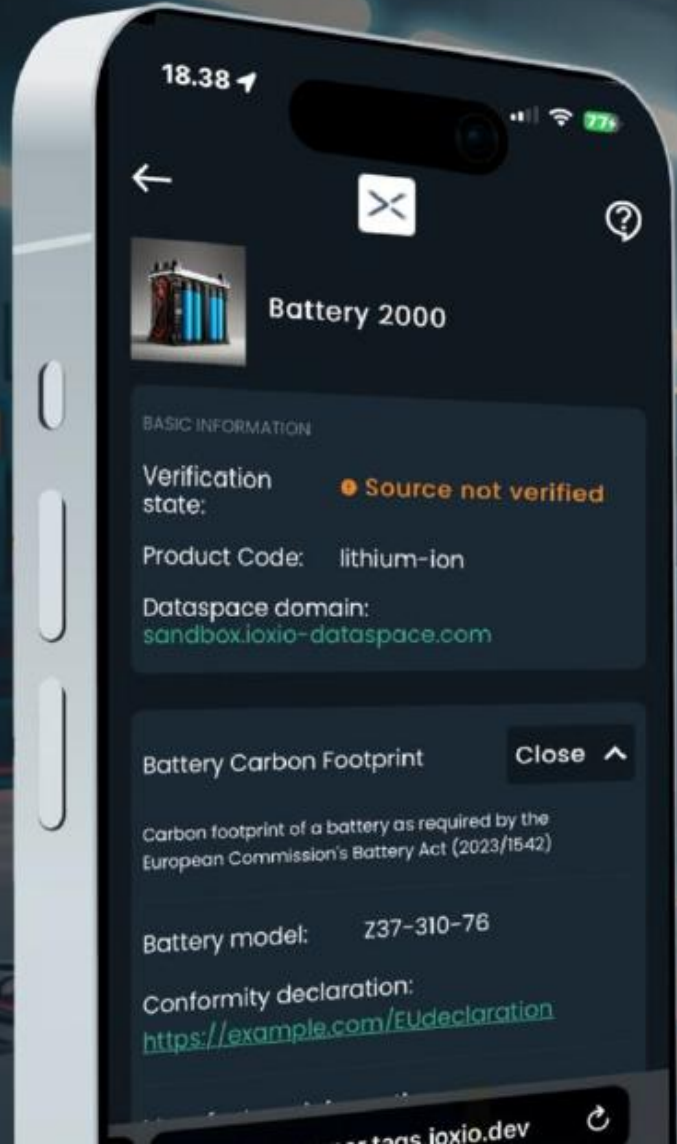 18.38
77
Battery 2000
BASIC INFORMATION
Verification
state:
Source not verified
Product Code: lithium-ion
Dataspace domain:
sandbox.ioxio-dataspace.com
Battery Carbon Footprint
Close
Carbon footprint of a battery as required by the
European Commission's Battery Act (2023/1542)
Battery model: Z37-310-76
Conformity declaration:
https://example.com/EUdeclaration
tags.ioxio.dev